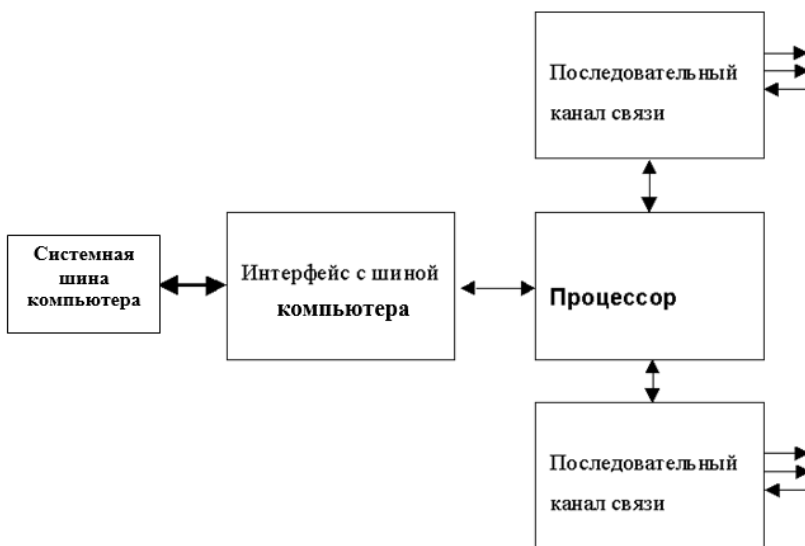 Последовательный
канал связи
Системная
шина
компьютера
Интерфейс с шиной
компьютера
Процессор
Последовательный
канал связи